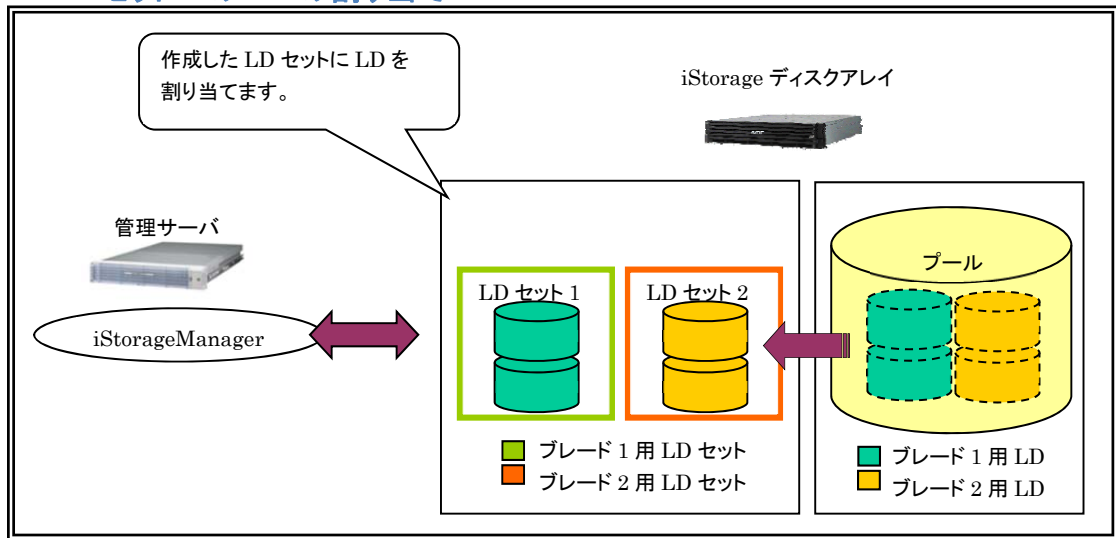 作成した LD セットに LD を
割り当てます。
iStorage ディスクアレイ
管理サーバ
iStorageManager
LD セット 1
LD セット 2
プール
ブレード 1 用 LD セット
ブレード 2 用 LD セット
ブレード 1 用 LD
ブレード 2 用 LD